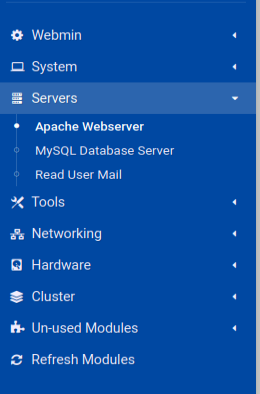 Webmin
System
Servers
Apache Webserver
MySQL Database Server
Read User Mail
Tools
Networking
Hardware
Cluster
Un-used Modules
Refresh Modules